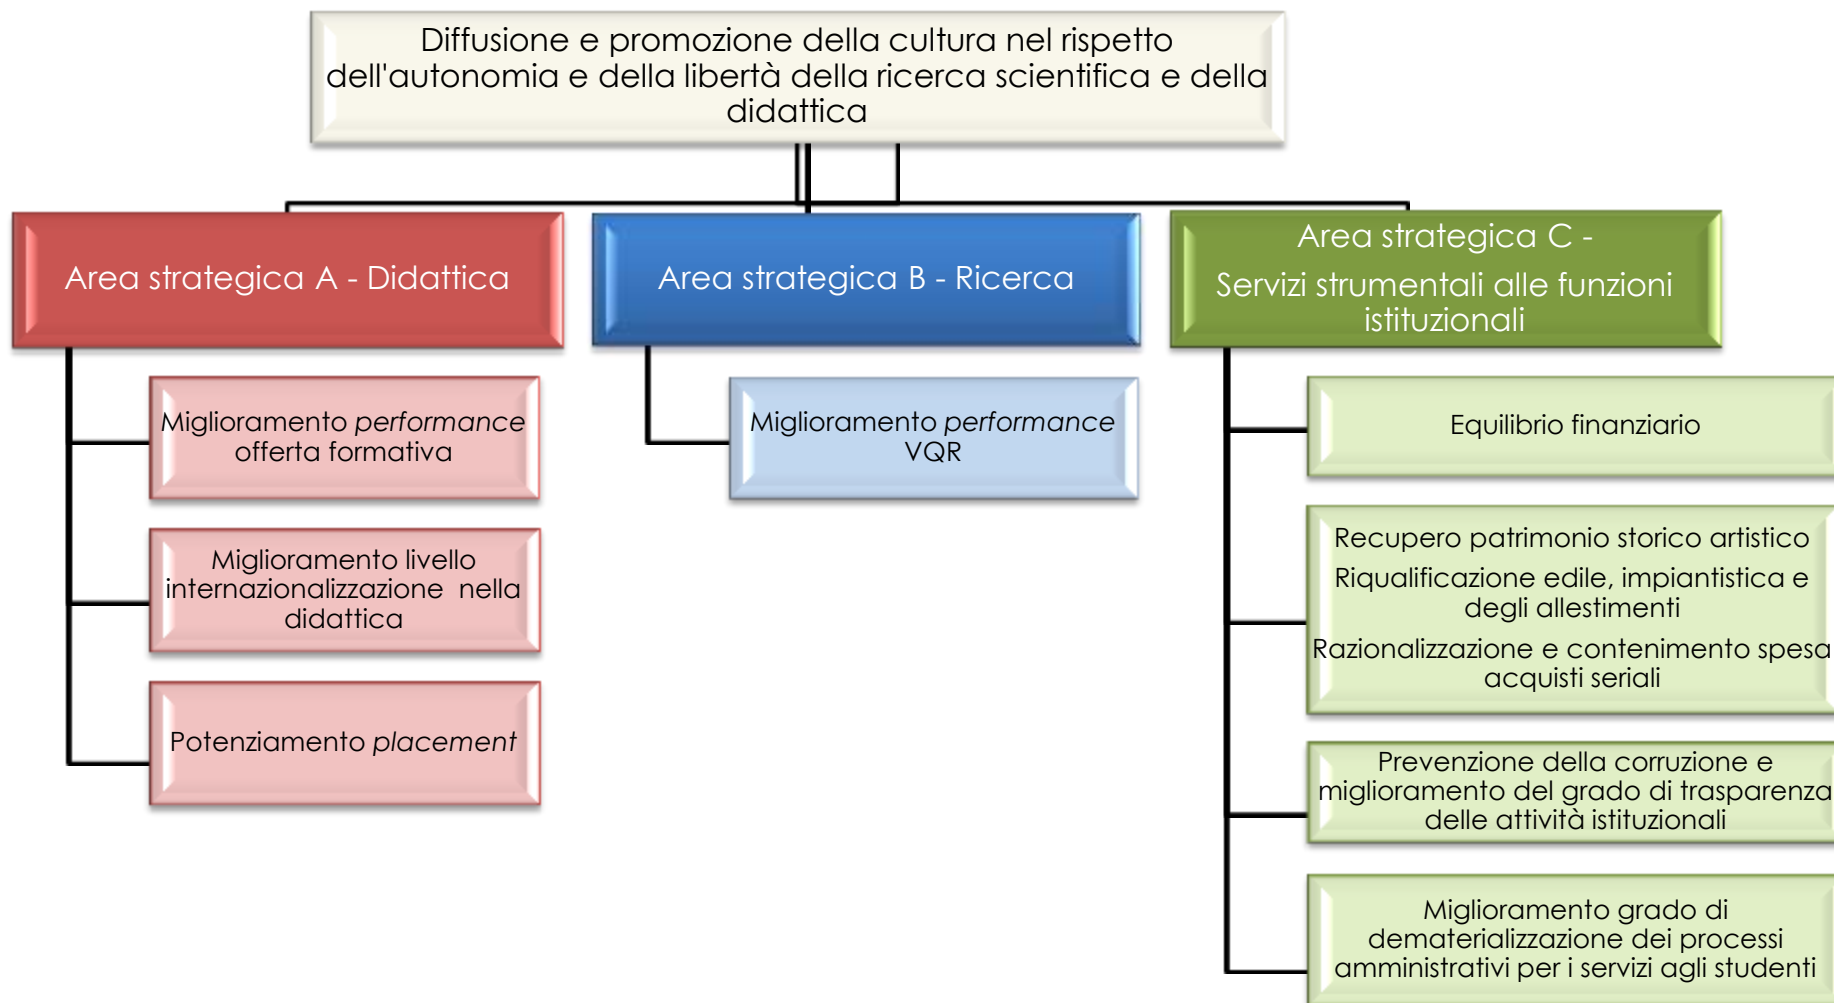 Diffusione e promozione della cultura nel rispetto
dell'autonomia e della libertà della ricerca scientifica e della
didattica
Area strategica A - Didattica
Miglioramento performance
offerta formativa
Miglioramento livello
internazionalizzazione  nella
didattica
Potenziamento placement
Area strategica B - Ricerca
Miglioramento performance
VQR
Area strategica C -
Servizi strumentali alle funzioni
istituzionali
Equilibrio finanziario
Recupero patrimonio storico artistico
Riqualificazione edile, impiantistica e
degli allestimenti
Razionalizzazione e contenimento spesa
acquisti seriali
Prevenzione della corruzione e
miglioramento del grado di trasparenza
delle attività istituzionali
Miglioramento grado di
dematerializzazione dei processi
amministrativi per i servizi agli studenti